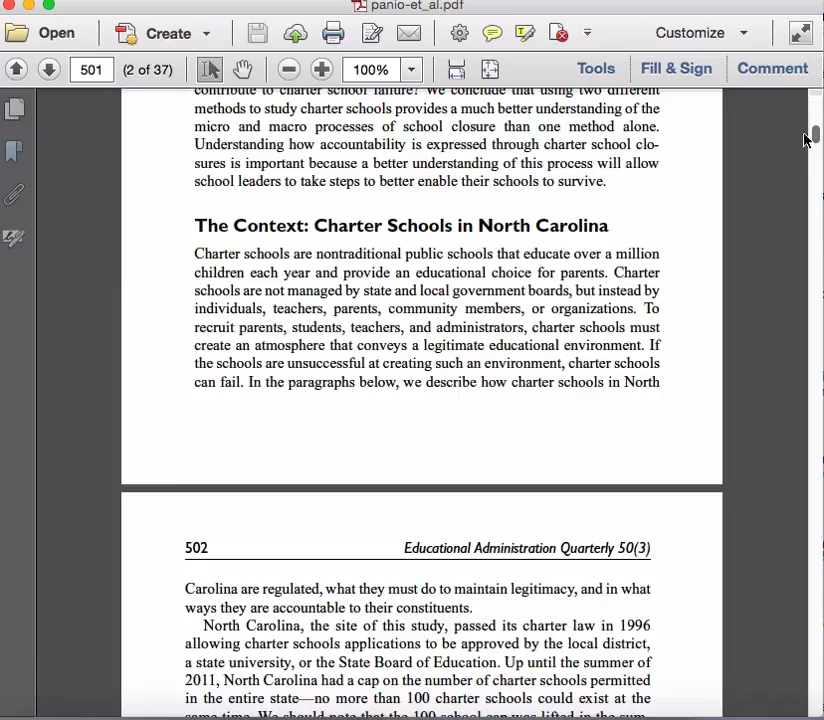 panio-et_al.pdf
Open Create Customize
501 (2 of 37) 100% Tools Fill & Sign Comment
contribute to charter school failure? We conclude that using two different
methods to study charter schools provides a much better understanding of the
micro and macro processes of school closure than one method alone.
Understanding how accountability is expressed through charter school clo-
sures is important because a better understanding of this process will allow
school leaders to take steps to better enable their schools to survive.
The Context: Charter Schools in North Carolina
Charter schools are nontraditional public schools that educate over a million
children each year and provide an educational choice for parents. Charter
schools are not managed by state and local government boards, but instead by
individuals, teachers, parents, community members, or organizations. To
recruit parents, students, teachers, and administrators, charter schools must
create an atmosphere that conveys a legitimate educational environment. If
the schools are unsuccessful at creating such an environment, charter schools
can fail. In the paragraphs below, we describe how charter schools in North
502 Educational Administration Quarterly 50(3)
Carolina are regulated, what they must do to maintain legitimacy, and in what
ways they are accountable to their constituents.
North Carolina, the site of this study, passed its charter law in 1996
allowing charter schools applications to be approved by the local district,
a state university, or the State Board of Education. Up until the summer of
2011, North Carolina had a cap on the number of charter schools permitted
in the entire state—no more than 100 charter schools could exist at the
same time. We should note that the 100 school cap was lifted in the sum-